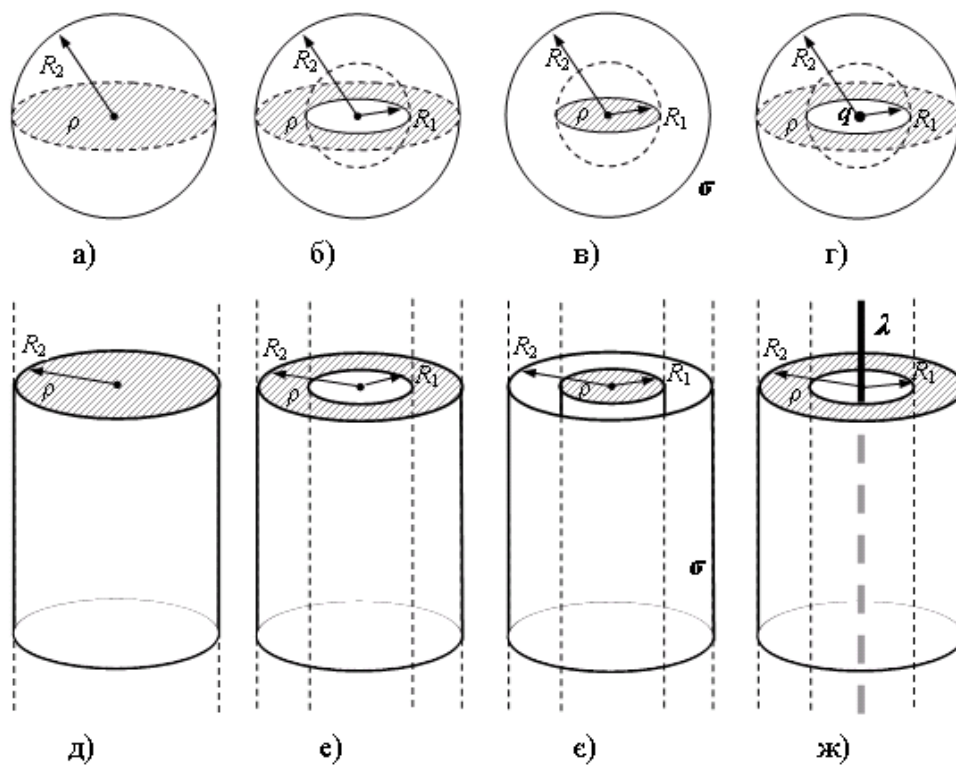 R₂ ρ
R₂ ρ R₁
R₂ ρ R₁ σ
R₂ ρ q R₁
а) б) в) г)
R₂ ρ
R₂ ρ R₁
R₂ ρ R₁ σ
R₂ ρ R₁ λ
д) е) є) ж)